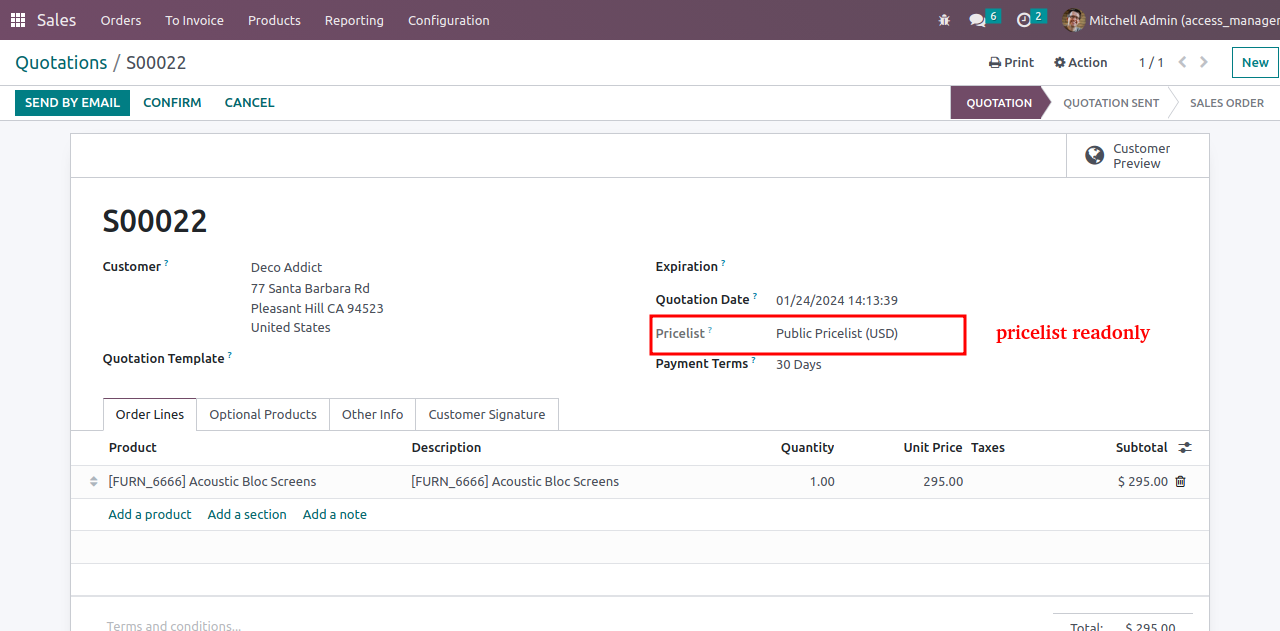 Sales Orders To Invoice Products Reporting Configuration 6 2 Mitchell Admin (access_manager
Quotations / S00022 Print Action 1 / 1 New
SEND BY EMAIL CONFIRM CANCEL QUOTATION QUOTATION SENT SALES ORDER
Customer
Preview
S00022
Customer ? Deco Addict
77 Santa Barbara Rd
Pleasant Hill CA 94523
United States
Quotation Template ?
Expiration ?
Quotation Date ? 01/24/2024 14:13:39
Pricelist ? Public Pricelist (USD) pricelist readonly
Payment Terms ? 30 Days
Order Lines Optional Products Other Info Customer Signature
Product Description Quantity Unit Price Taxes Subtotal
[FURN_6666] Acoustic Bloc Screens [FURN_6666] Acoustic Bloc Screens 1.00 295.00 $ 295.00
Add a product Add a section Add a note
Terms and conditions... Total: $ 295.00